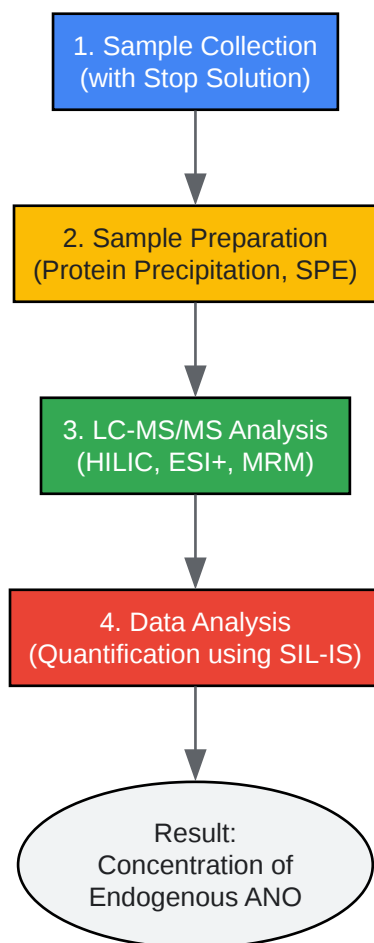 1. Sample Collection
(with Stop Solution)
2. Sample Preparation
(Protein Precipitation, SPE)
3. LC-MS/MS Analysis
(HILIC, ESI+, MRM)
4. Data Analysis
(Quantification using SIL-IS)
Result:
Concentration of
Endogenous ANO